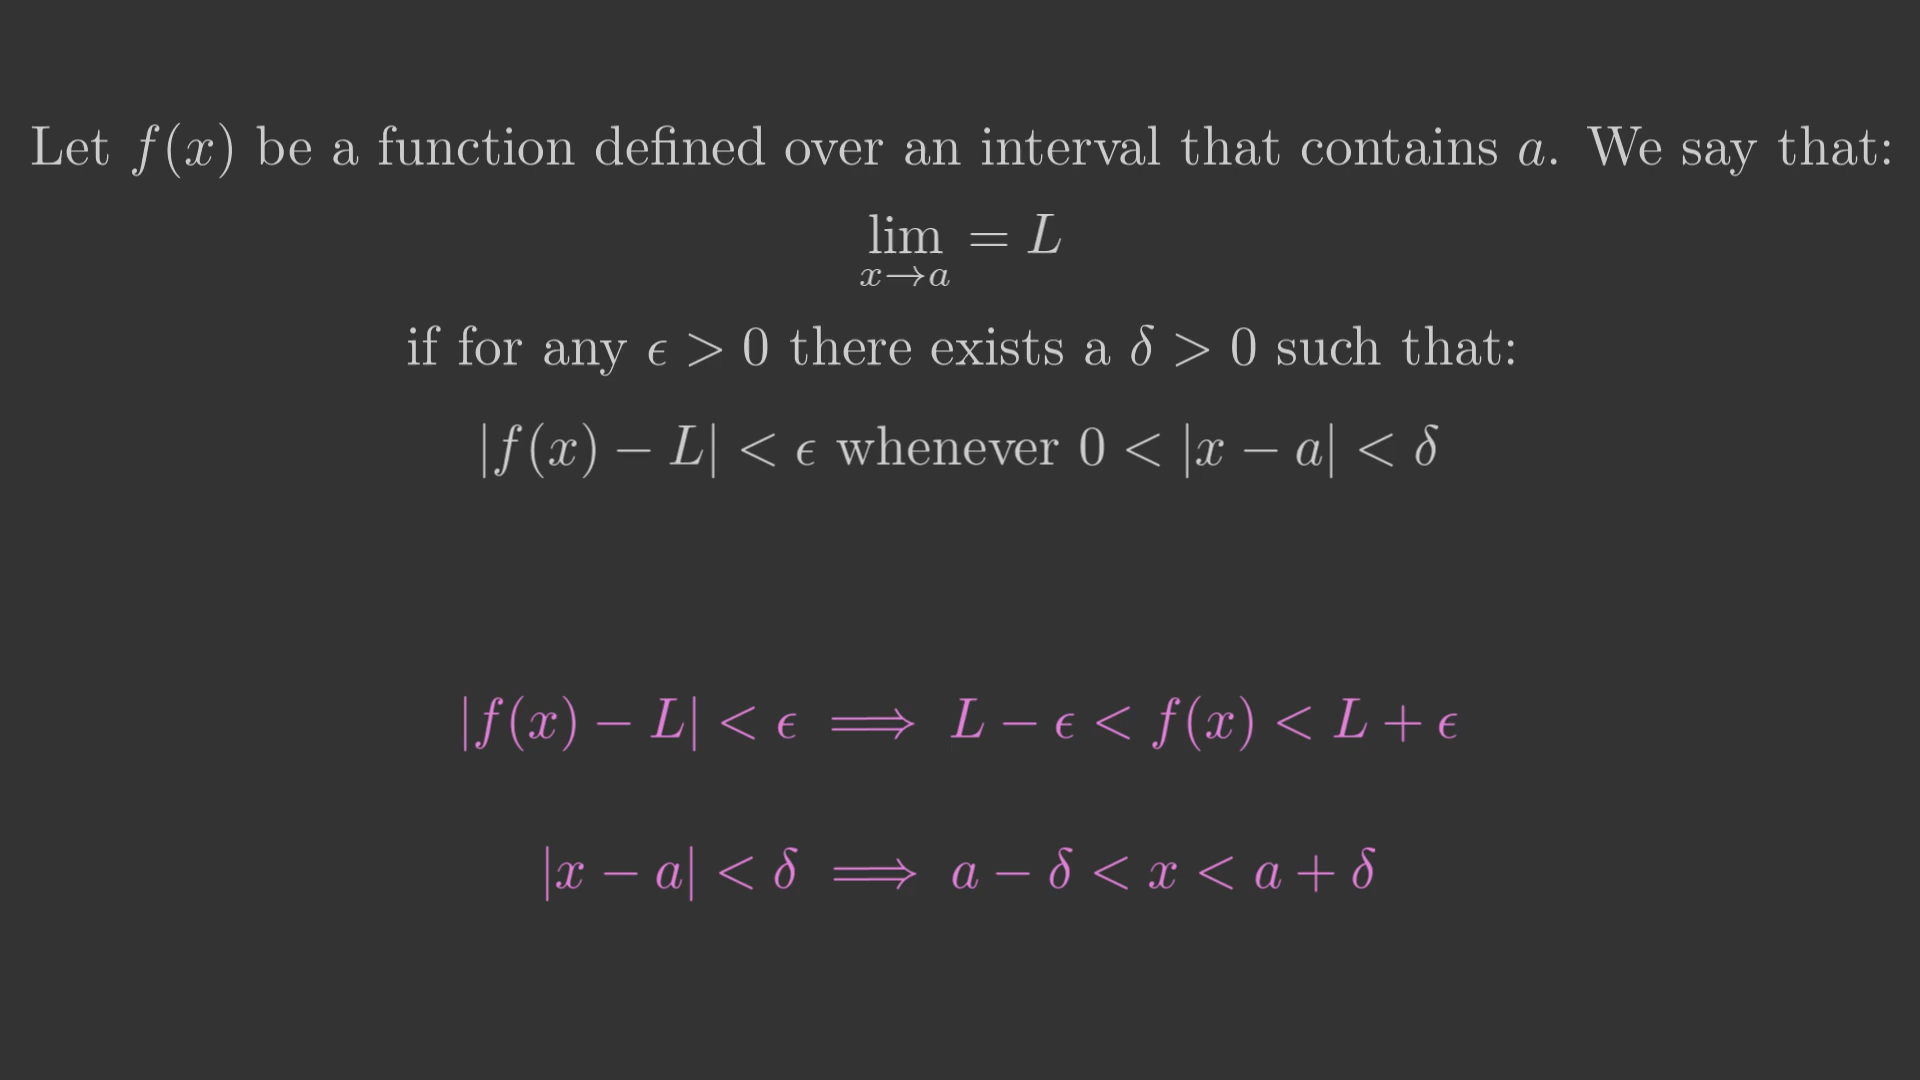 Let f(x) be a function defined over an interval that contains a. We say that:
lim = L
x→a
if for any ϵ > 0 there exists a δ > 0 such that:
|f(x) − L| < ϵ whenever 0 < |x − a| < δ
|f(x) − L| < ϵ ⟹ L − ϵ < f(x) < L + ϵ
|x − a| < δ ⟹ a − δ < x < a + δ